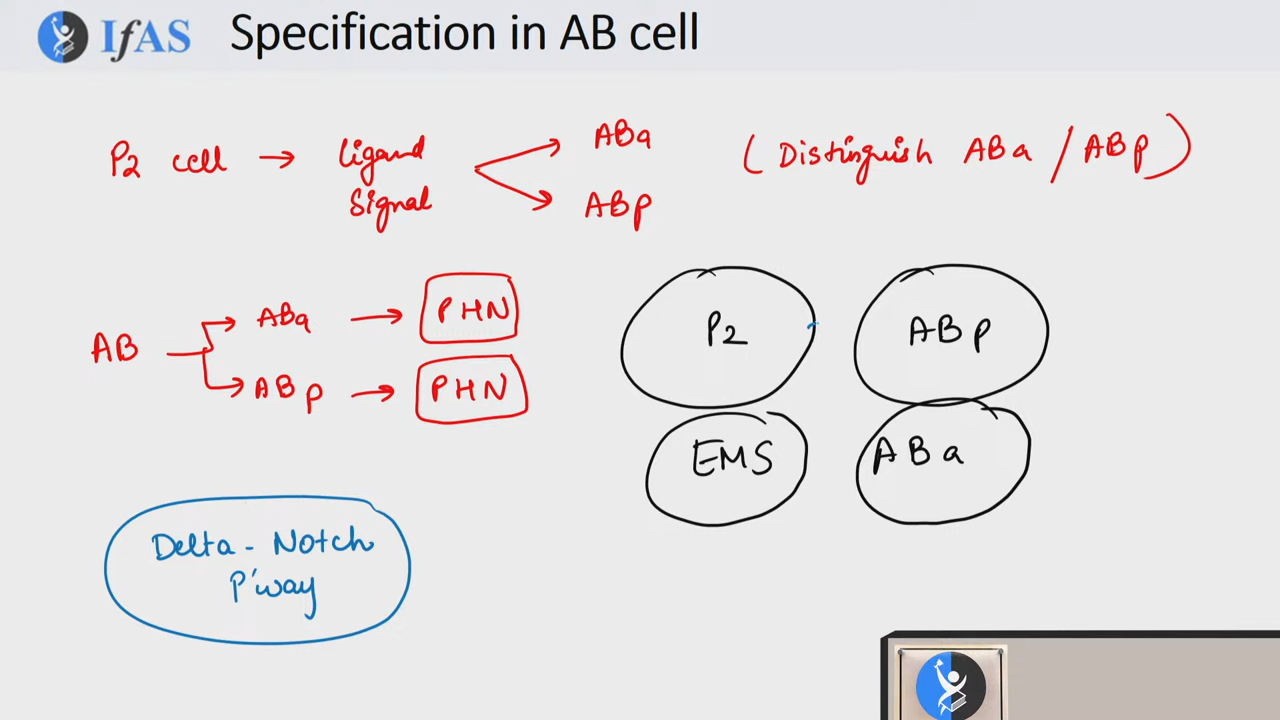 IfAS
Specification in AB cell
P2 cell → ligand signal → ABa
→ ABp
(Distinguish ABa / ABp)
AB → ABa → PHN
→ ABp → PHN
P2
ABp
EMS
ABa
Delta - Notch
P'way